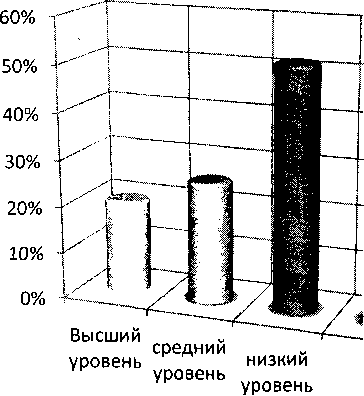 60%
50%
40%
30%
20%
10%
0%
Высший
уровень
средний
уровень
низкий
уровень